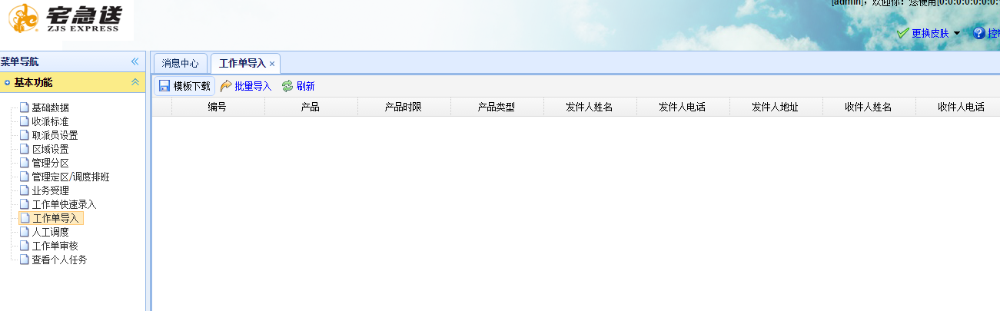 [admin]，欢迎你！您使用[0:0:0:0:0:0:0:
宅急送
ZJS EXPRESS
更换皮肤
菜单导航
消息中心
工作单导入
基本功能
模板下载
批量导入
刷新
编号
产品
产品时限
产品类型
发件人姓名
发件人电话
发件人地址
收件人姓名
收件人电话
基础数据
收派标准
取派员设置
区域设置
管理分区
管理定区/调度排班
业务受理
工作单快速录入
工作单导入
人工调度
工作单审核
查看个人任务